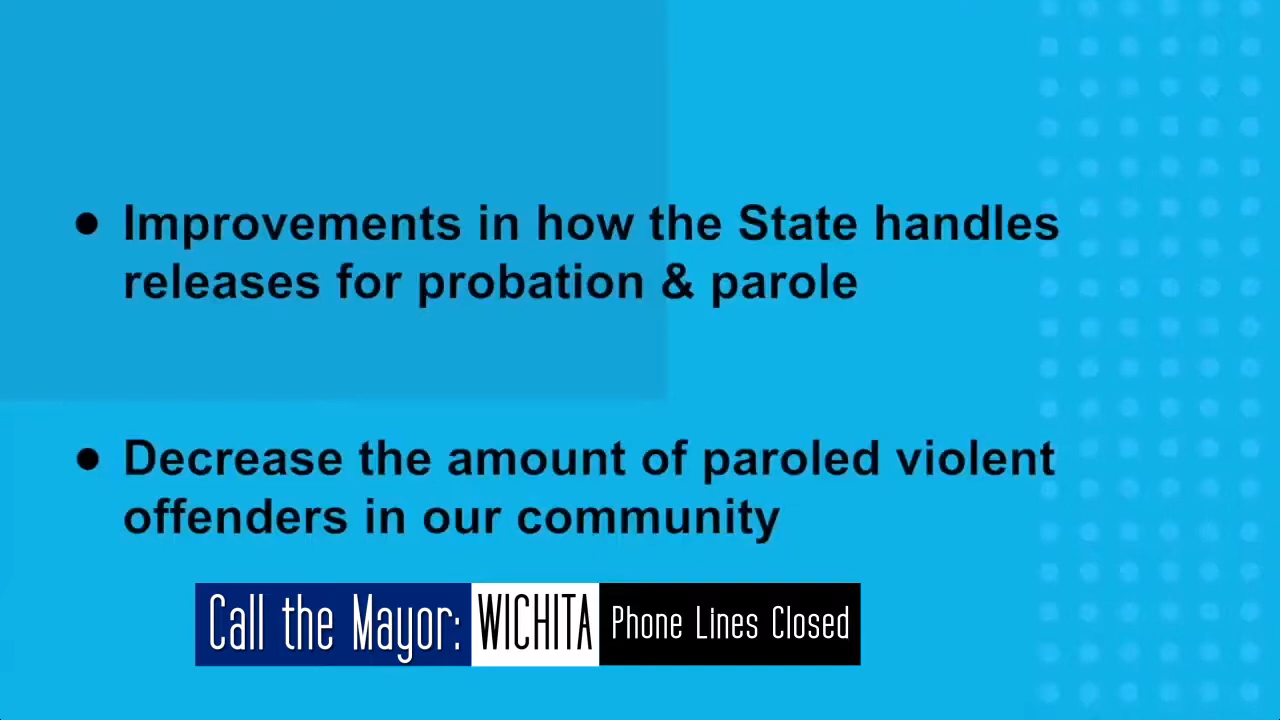 ● Improvements in how the State handles
releases for probation & parole
● Decrease the amount of paroled violent
offenders in our community
Call the Mayor: WICHITA Phone Lines Closed